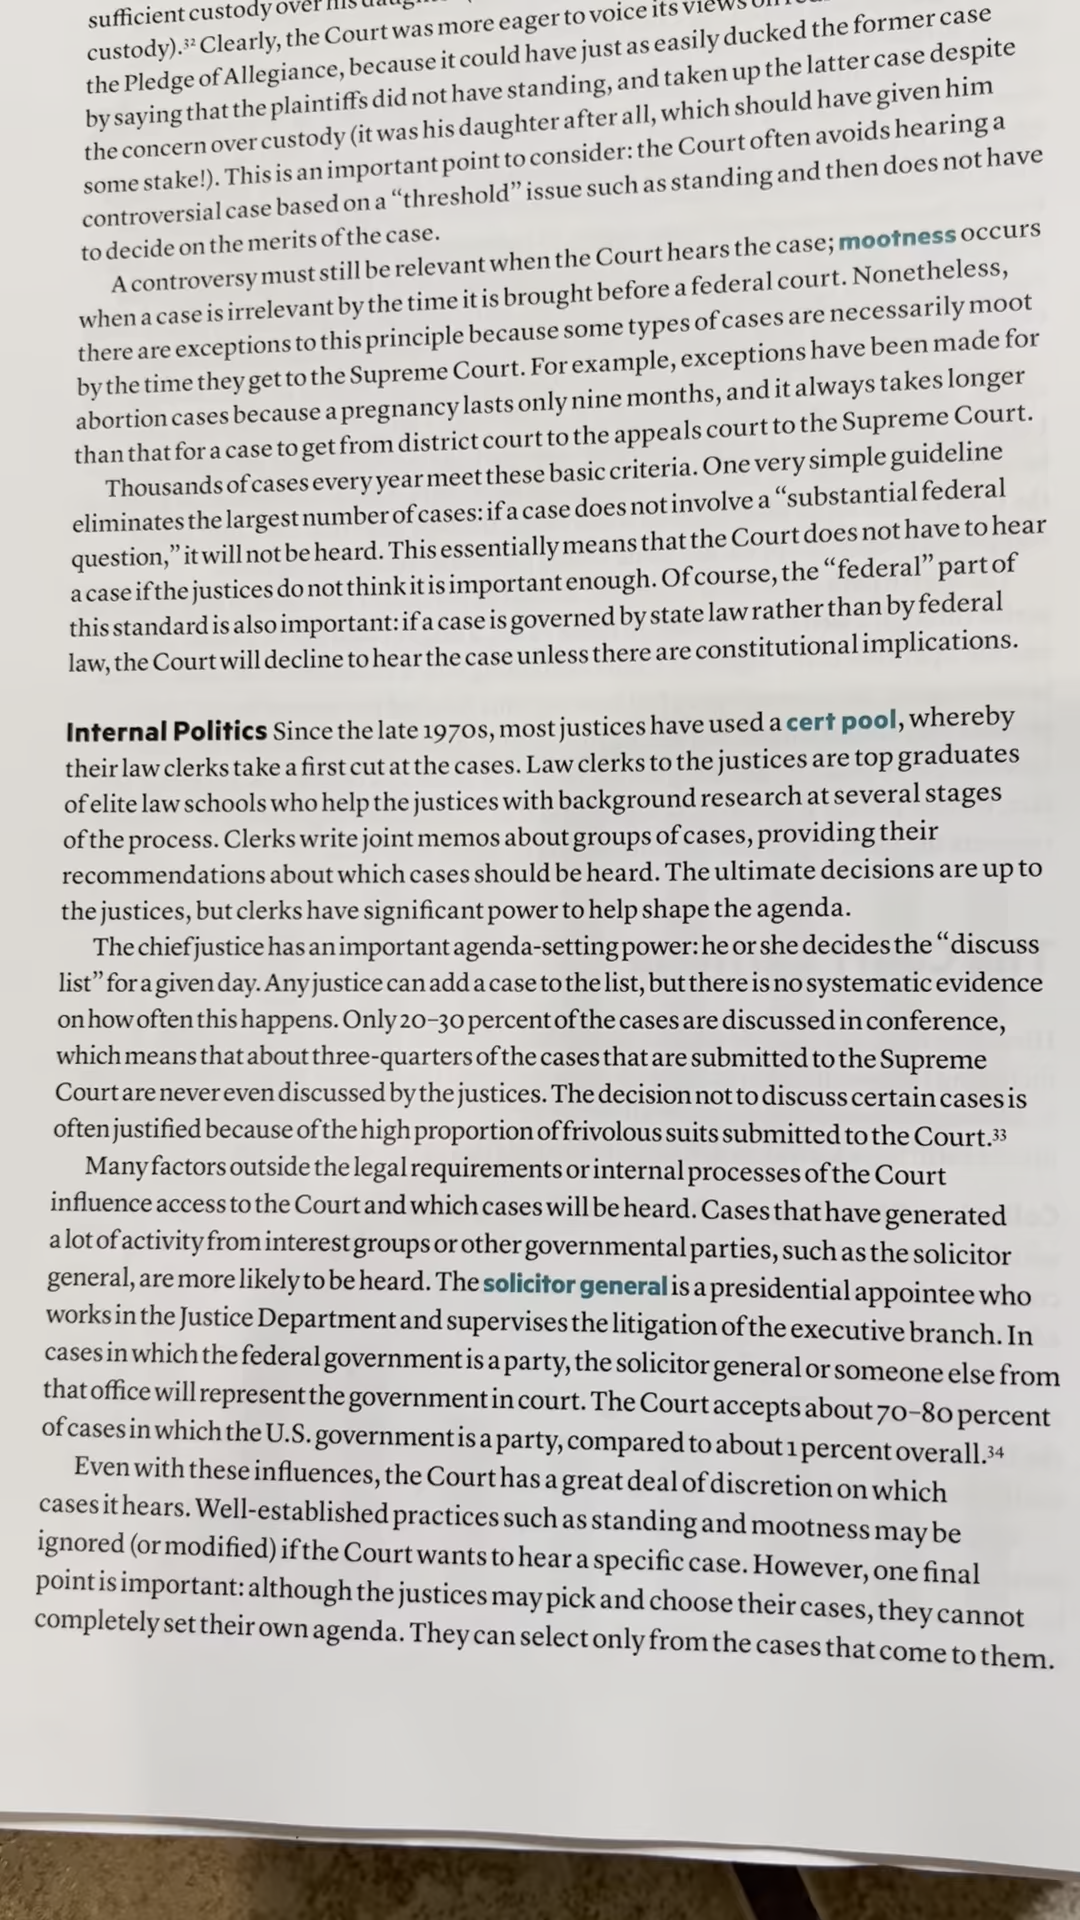 sufficient custody over his
custody).³² Clearly, the Court was more eager to voice its views on
the Pledge of Allegiance, because it could have just as easily ducked the former case
by saying that the plaintiffs did not have standing, and taken up the latter case despite
the concern over custody (it was his daughter after all, which should have given him
some stake!). This is an important point to consider: the Court often avoids hearing a
controversial case based on a “threshold” issue such as standing and then does not have
to decide on the merits of the case.
A controversy must still be relevant when the Court hears the case; mootness occurs
when a case is irrelevant by the time it is brought before a federal court. Nonetheless,
there are exceptions to this principle because some types of cases are necessarily moot
by the time they get to the Supreme Court. For example, exceptions have been made for
abortion cases because a pregnancy lasts only nine months, and it always takes longer
than that for a case to get from district court to the appeals court to the Supreme Court.
Thousands of cases every year meet these basic criteria. One very simple guideline
eliminates the largest number of cases: if a case does not involve a “substantial federal
question,” it will not be heard. This essentially means that the Court does not have to hear
a case if the justices do not think it is important enough. Of course, the “federal” part of
this standard is also important: if a case is governed by state law rather than by federal
law, the Court will decline to hear the case unless there are constitutional implications.
Internal Politics Since the late 1970s, most justices have used a cert pool, whereby
their law clerks take a first cut at the cases. Law clerks to the justices are top graduates
of elite law schools who help the justices with background research at several stages
of the process. Clerks write joint memos about groups of cases, providing their
recommendations about which cases should be heard. The ultimate decisions are up to
the justices, but clerks have significant power to help shape the agenda.
The chief justice has an important agenda-setting power: he or she decides the “discuss
list” for a given day. Any justice can add a case to the list, but there is no systematic evidence
on how often this happens. Only 20–30 percent of the cases are discussed in conference,
which means that about three-quarters of the cases that are submitted to the Supreme
Court are never even discussed by the justices. The decision not to discuss certain cases is
often justified because of the high proportion of frivolous suits submitted to the Court.³³
Many factors outside the legal requirements or internal processes of the Court
influence access to the Court and which cases will be heard. Cases that have generated
a lot of activity from interest groups or other governmental parties, such as the solicitor
general, are more likely to be heard. The solicitor general is a presidential appointee who
works in the Justice Department and supervises the litigation of the executive branch. In
cases in which the federal government is a party, the solicitor general or someone else from
that office will represent the government in court. The Court accepts about 70–80 percent
of cases in which the U.S. government is a party, compared to about 1 percent overall.³⁴
Even with these influences, the Court has a great deal of discretion on which
cases it hears. Well-established practices such as standing and mootness may be
ignored (or modified) if the Court wants to hear a specific case. However, one final
point is important: although the justices may pick and choose their cases, they cannot
completely set their own agenda. They can select only from the cases that come to them.